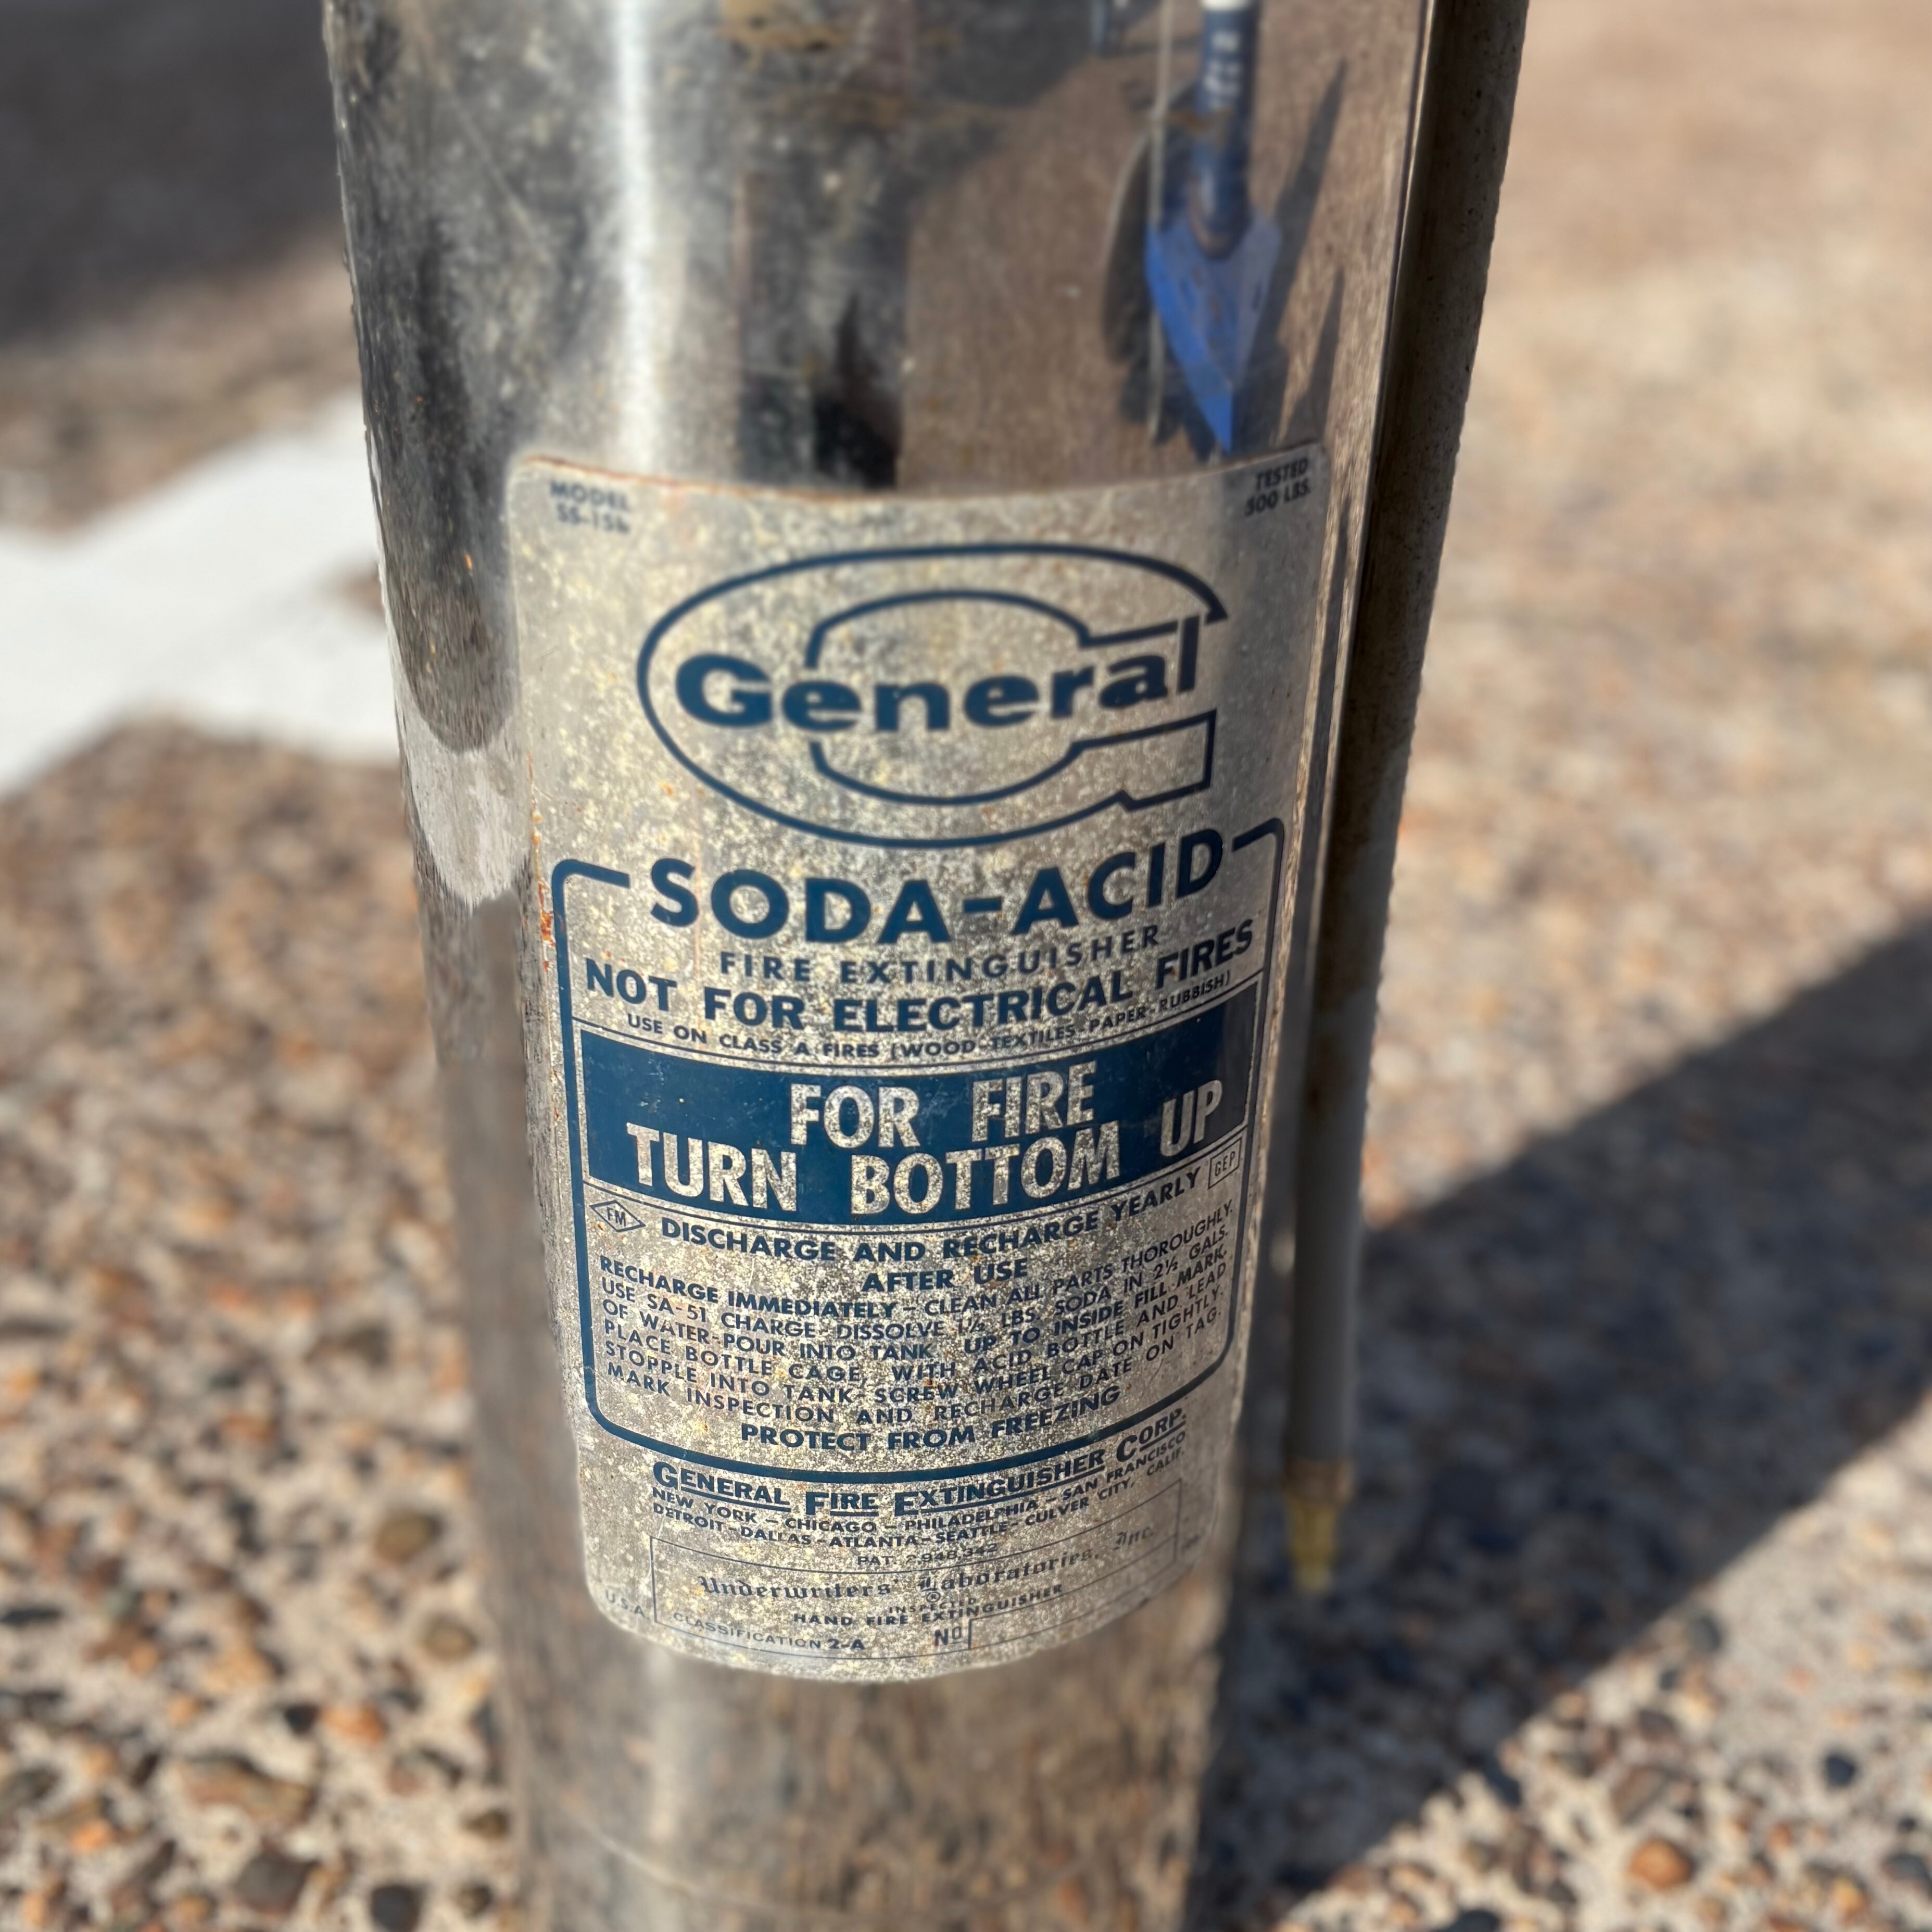 MODEL
SS-156
TESTED
500 LBS.
General
SODA-ACID
FIRE EXTINGUISHER
NOT FOR ELECTRICAL FIRES
USE ON CLASS A FIRES (WOOD-TEXTILES-PAPER-RUBBISH)
FOR FIRE
TURN BOTTOM UP
FM
GEP
DISCHARGE AND RECHARGE YEARLY
AFTER USE
RECHARGE IMMEDIATELY - CLEAN ALL PARTS THOROUGHLY.
USE SA-51 CHARGE-DISSOLVE 1½ LBS. SODA IN 2½ GALS.
OF WATER-POUR INTO TANK UP TO INSIDE FILL MARK.
PLACE BOTTLE CAGE WITH ACID BOTTLE AND LEAD
STOPPLE INTO TANK-SCREW WHEEL CAP ON TIGHTLY.
MARK INSPECTION AND RECHARGE DATE ON TAG.
PROTECT FROM FREEZING
GENERAL FIRE EXTINGUISHER CORP.
NEW YORK - CHICAGO - PHILADELPHIA - SAN FRANCISCO
DETROIT-DALLAS-ATLANTA-SEATTLE-CULVER CITY, CALIF.
PAT. 2,948,342
Underwriters' Laboratories, Inc.
INSPECTED
HAND FIRE EXTINGUISHER
U.S.A.
CLASSIFICATION 2-A
No